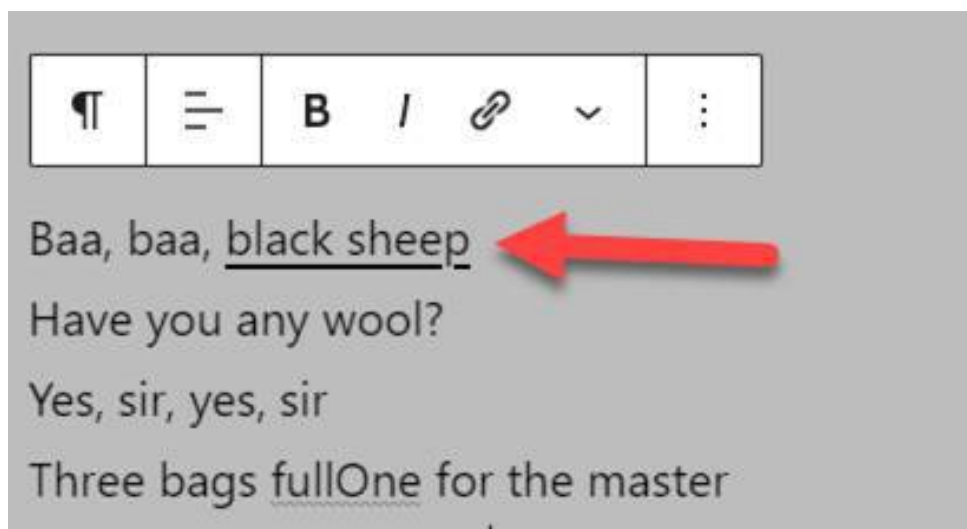 ¶ B I
Baa, baa, black sheep
Have you any wool?
Yes, sir, yes, sir
Three bags fullOne for the master